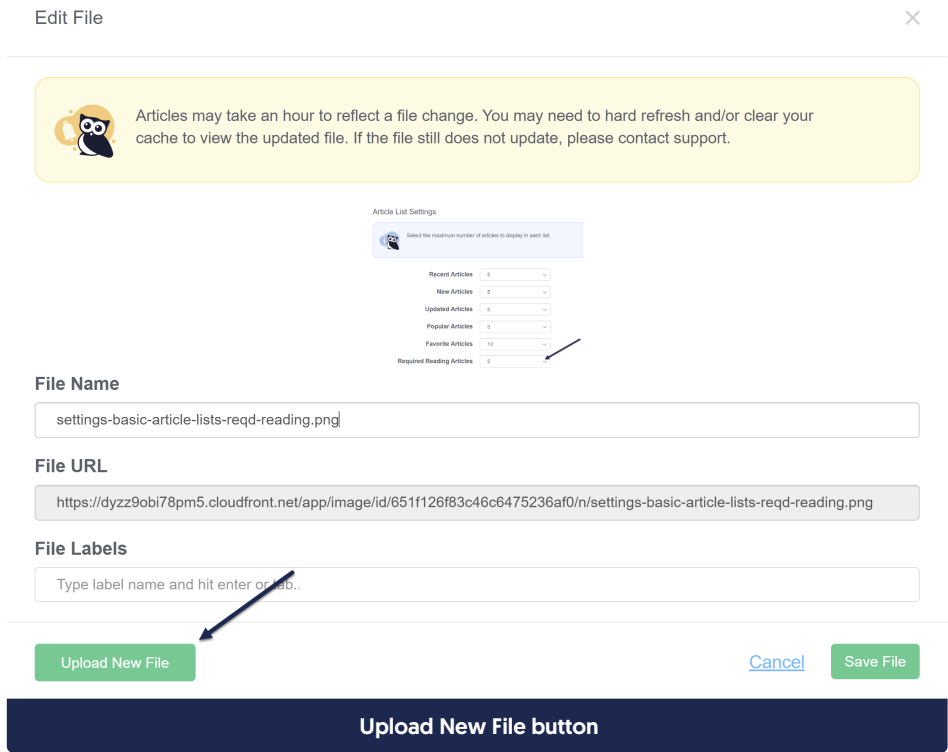 Edit File
Articles may take an hour to reflect a file change. You may need to hard refresh and/or clear your
cache to view the updated file. If the file still does not update, please contact support.
Article List Settings
Select the maximum number of articles to display in each list.
Recent Articles
New Articles
Updated Articles
Popular Articles
Favorite Articles 10
Required Reading Articles
File Name
settings-basic-article-lists-reqd-reading.png
File URL
https://dyzz9obi78pm5.cloudfront.net/app/image/id/651f126f83c46c6475236af0/n/settings-basic-article-lists-reqd-reading.png
File Labels
Type label name and hit enter or tab..
Upload New File
Cancel
Save File
Upload New File button